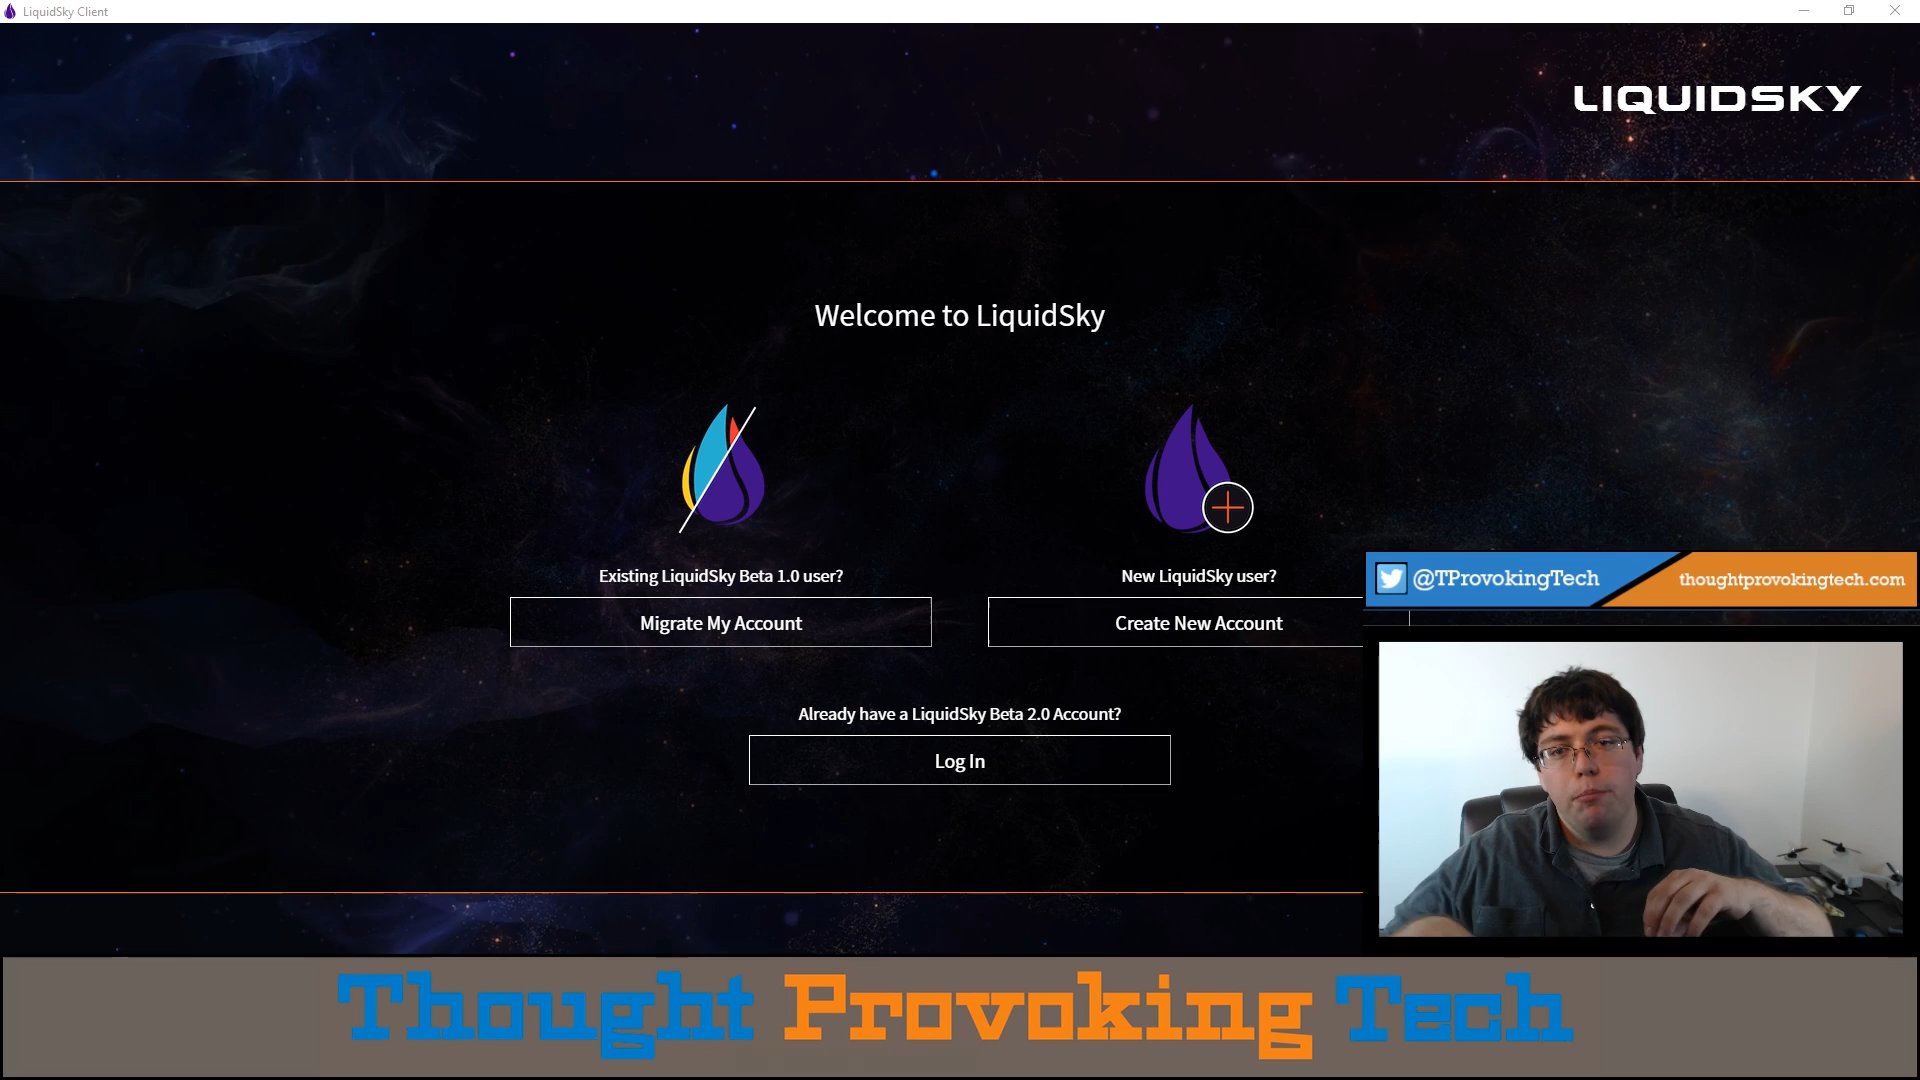 LiquidSky Client
LIQUIDSKY
Welcome to LiquidSky
Existing LiquidSky Beta 1.0 user?
Migrate My Account
New LiquidSky user?
Create New Account
@TProvokingTech
thoughtprovokingtech.com
Already have a LiquidSky Beta 2.0 Account?
Log In
Thought Provoking Tech